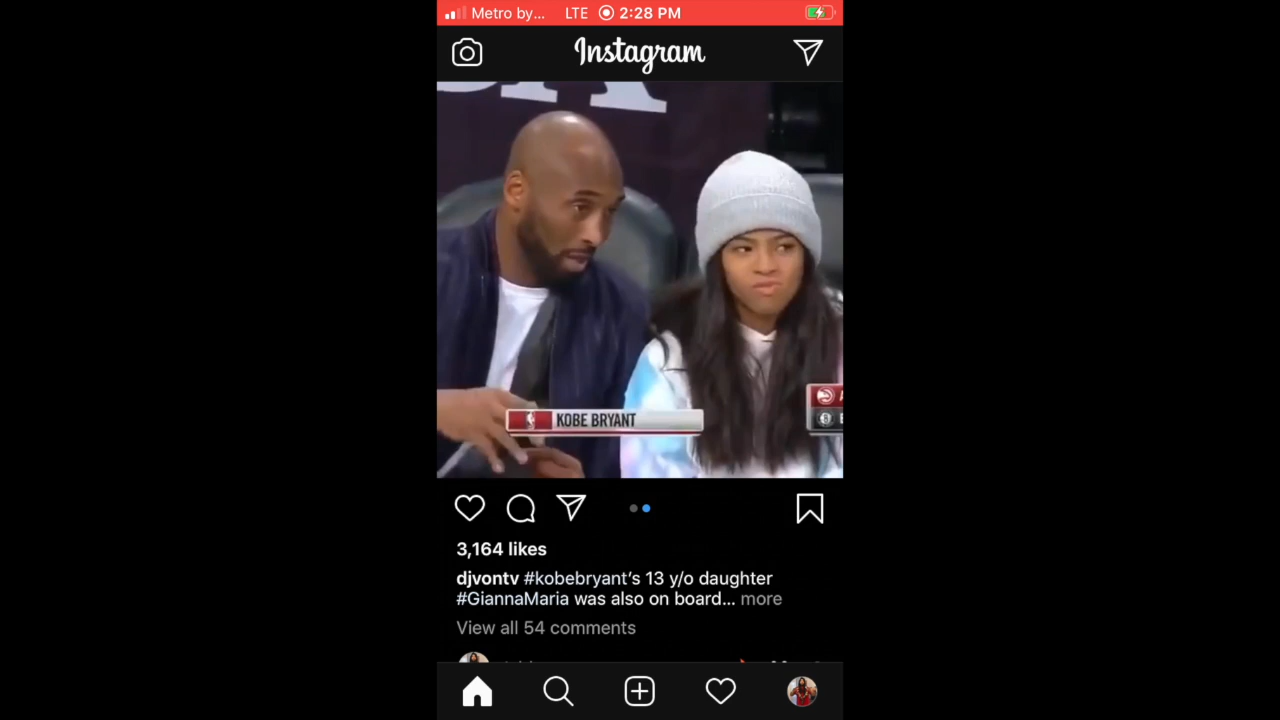 Metro by... LTE 2:28 PM
Instagram
KOBE BRYANT
3,164 likes
djvontv #kobebryant's 13 y/o daughter
#GiannaMaria was also on board... more
View all 54 comments